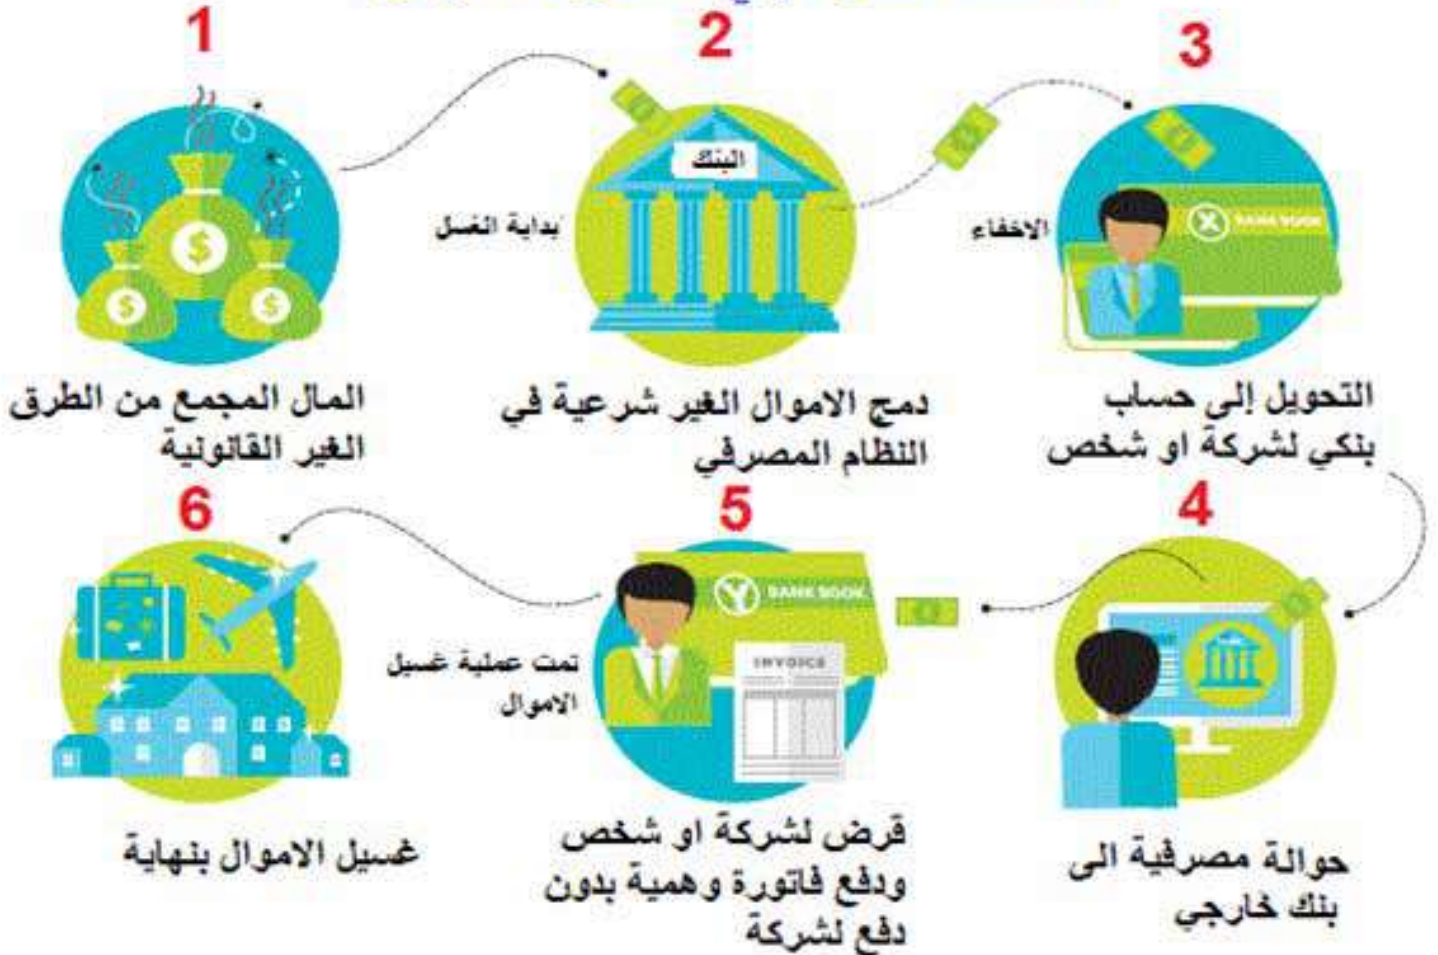 1
2
3
البنك
بداية الغسل
الاخفاء
X BANK BOOK
$
$
$
المال المجمع من الطرق
الغير القانونية
دمج الاموال الغير شرعية في
النظام المصرفي
التحويل إلى حساب
بنكي لشركة او شخص
4
حوالة مصرفية الى
بنك خارجي
5
Y BANK BOOK
INVOICE
تمت عملية غسيل
الاموال
قرض لشركة او شخص
ودفع فاتورة وهمية بدون
دفع لشركة
6
غسيل الاموال بنهاية